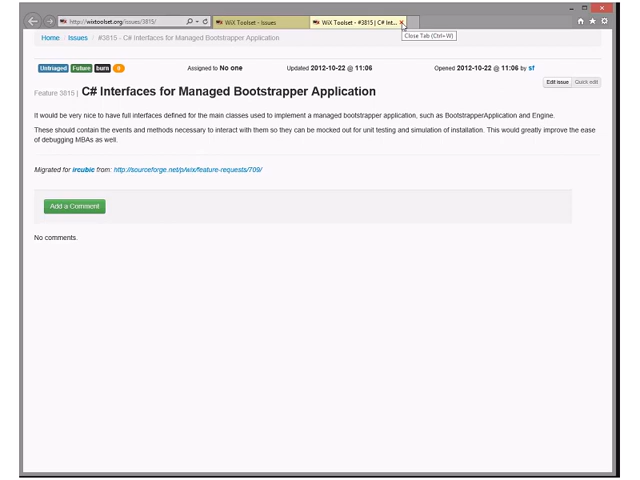 http://wixtoolset.org/issues/3815/
WiX Toolset - Issues
WiX Toolset - #3815 | C# Int...
Close Tab (Ctrl+W)
Home / Issues / #3815 - C# Interfaces for Managed Bootstrapper Application
Untriaged Future burn 0 Assigned to No one Updated 2012-10-22 @ 11:06 Opened 2012-10-22 @ 11:06 by sf
Edit issue Quick edit
Feature 3815 | C# Interfaces for Managed Bootstrapper Application
It would be very nice to have full interfaces defined for the main classes used to implement a managed bootstrapper application, such as BootstrapperApplication and Engine.
These should contain the events and methods necessary to interact with them so they can be mocked out for unit testing and simulation of installation. This would greatly improve the ease
of debugging MBAs as well.
Migrated for ircubic from: http://sourceforge.net/p/wix/feature-requests/709/
Add a Comment
No comments.